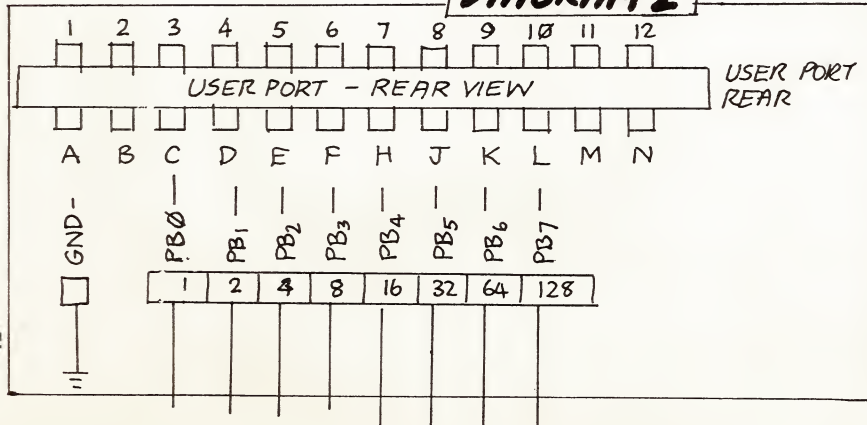 DIAGRAM 2
1 2 3 4 5 6 7 8 9 10 11 12
USER PORT - REAR VIEW
USER PORT
REAR
A B C D E F H J K L M N
GND-
PBØ
PB1
PB2
PB3
PB4
PB5
PB6
PB7
1 2 4 8 16 32 64 128